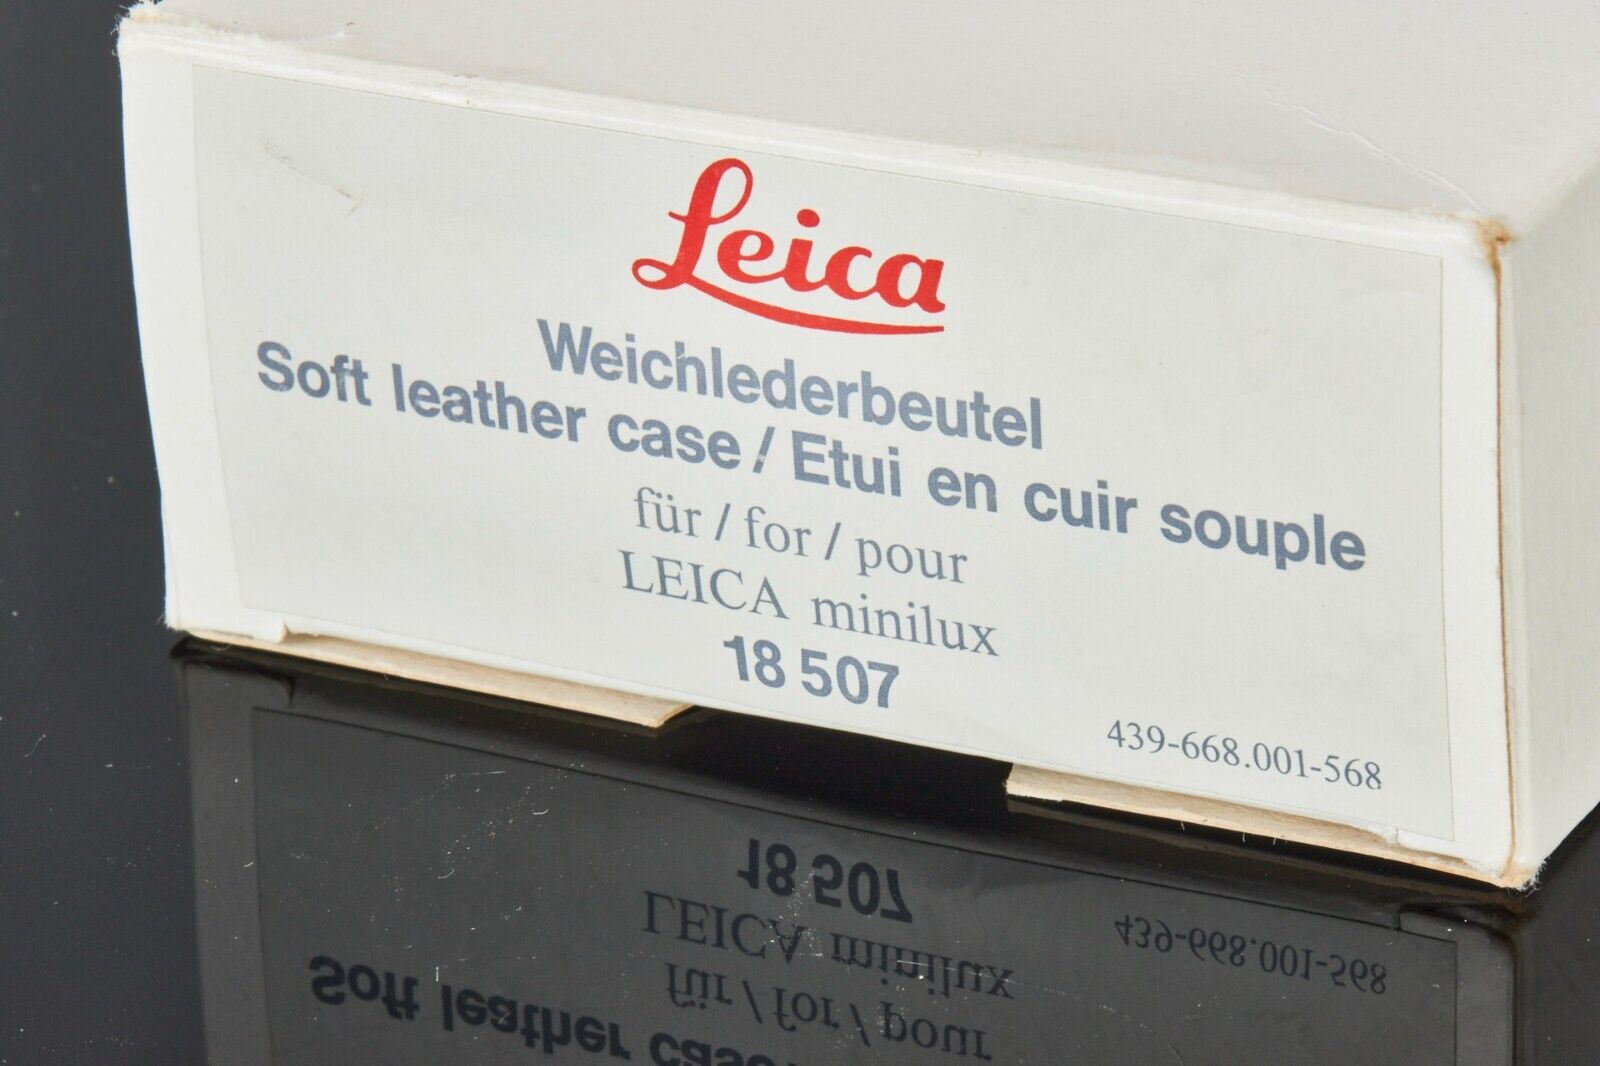 Leica
Weichlederbeutel
Soft leather case / Etui en cuir souple
für / for / pour
LEICA minilux
18 507
439-668.001-568